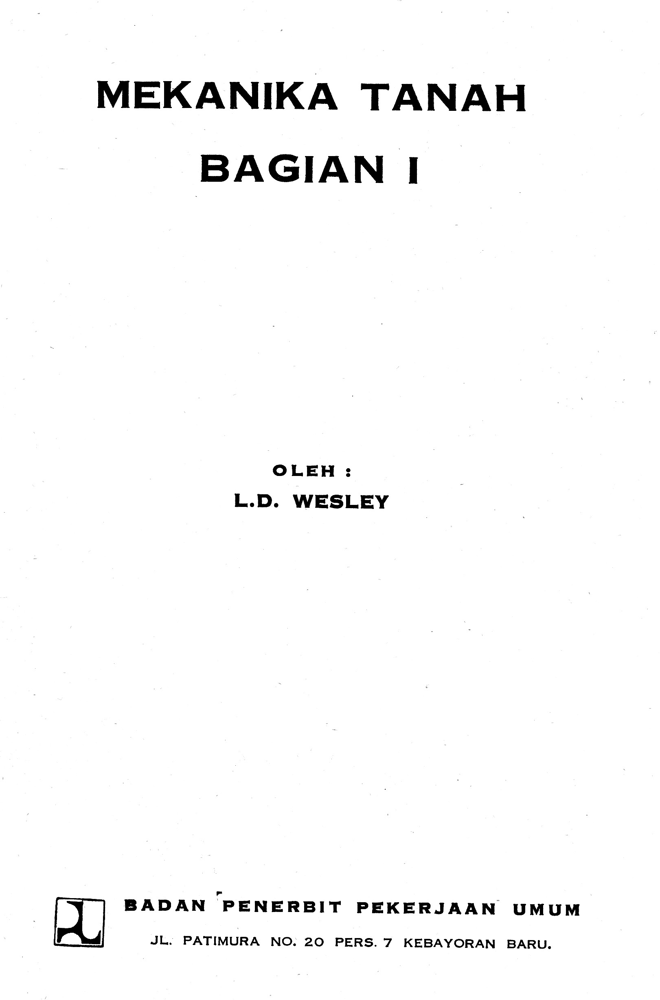 MEKANIKA TANAH
BAGIAN I
OLEH :
L.D. WESLEY
BADAN PENERBIT PEKERJAAN UMUM
JL. PATIMURA NO. 20 PERS. 7 KEBAYORAN BARU.